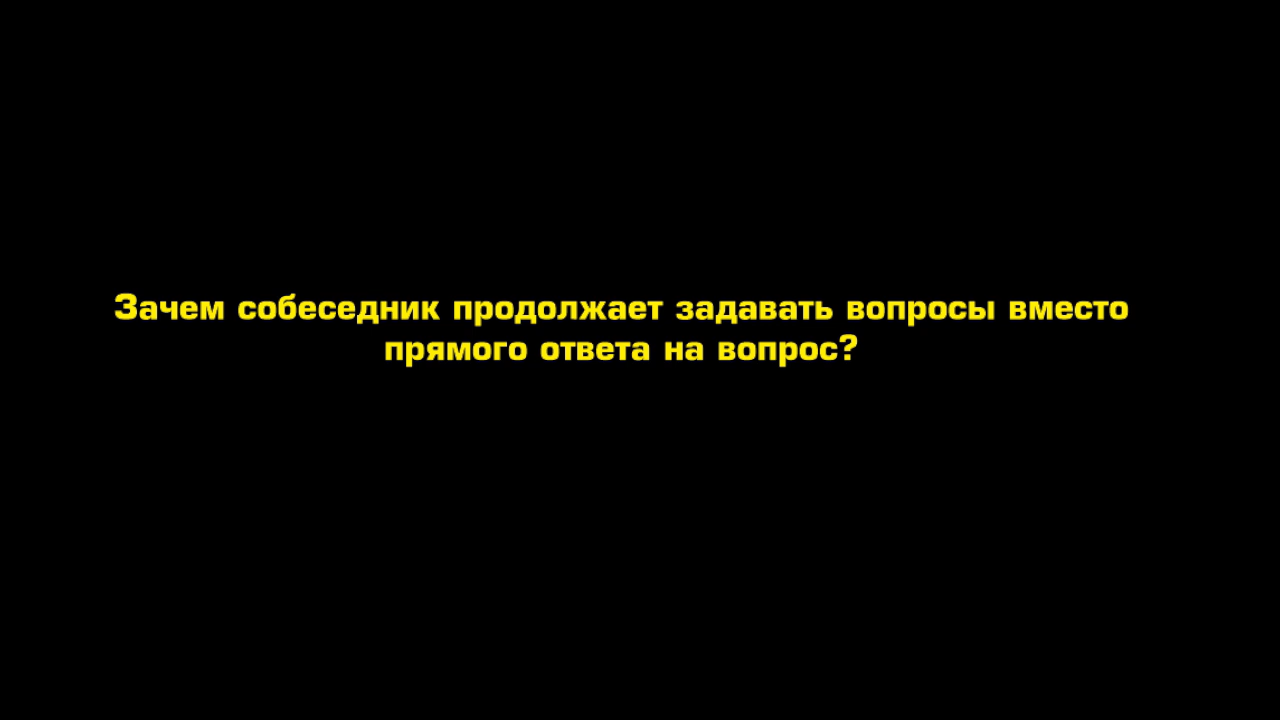 Зачем собеседник продолжает задавать вопросы вместо
прямого ответа на вопрос?